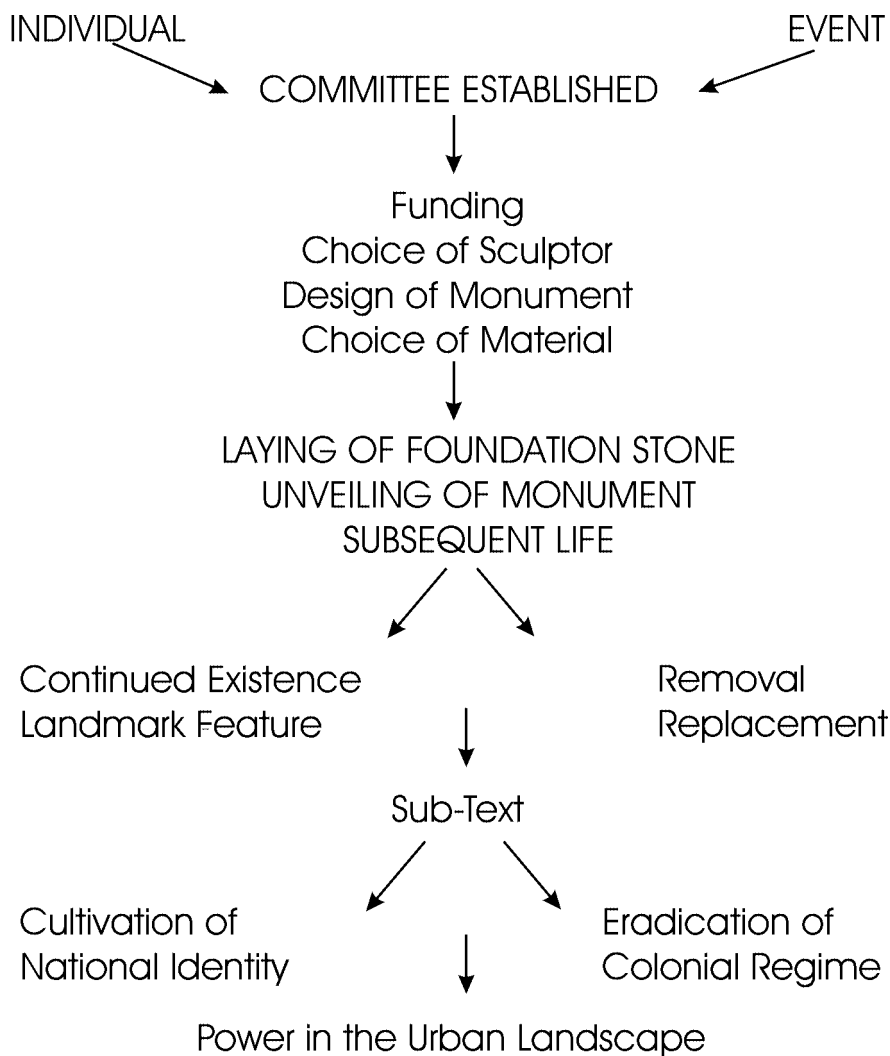 INDIVIDUAL
EVENT
COMMITTEE ESTABLISHED
Funding
Choice of Sculptor
Design of Monument
Choice of Material
LAYING OF FOUNDATION STONE
UNVEILING OF MONUMENT
SUBSEQUENT LIFE
Continued Existence
Landmark Feature
Removal
Replacement
Sub-Text
Cultivation of
National Identity
Eradication of
Colonial Regime
Power in the Urban Landscape